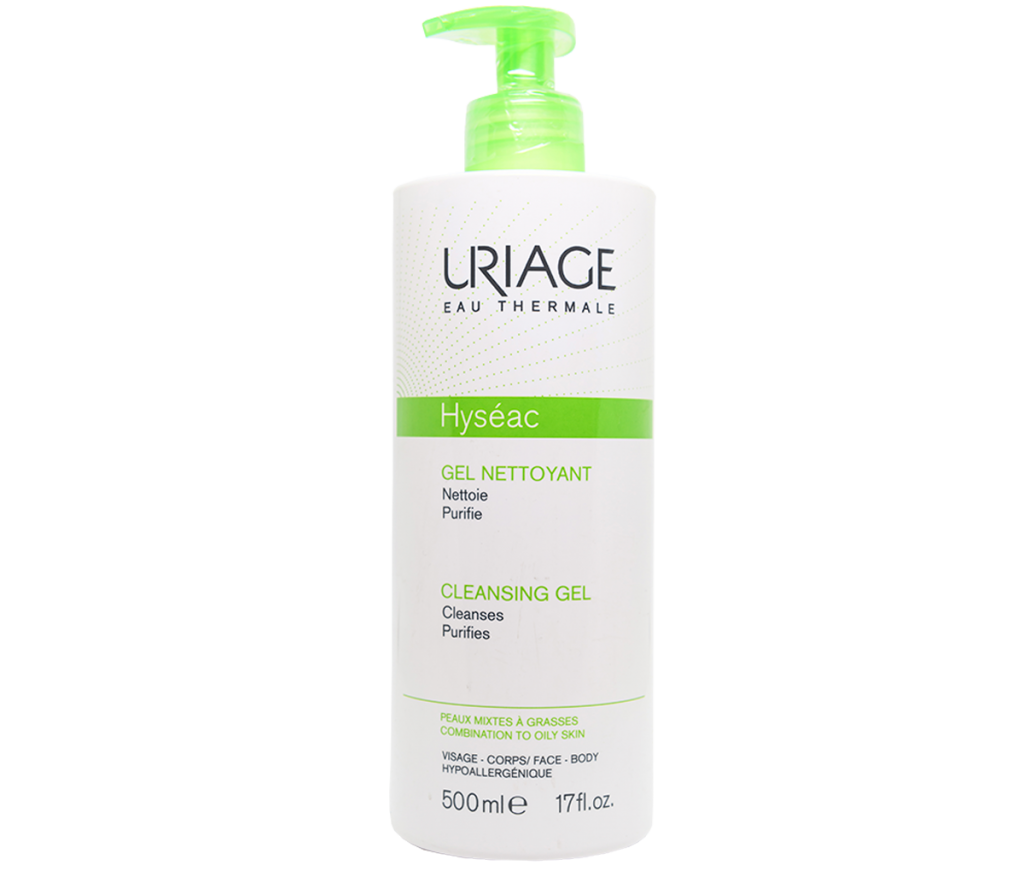 URIAGE
EAU THERMALE
Hyséac
GEL NETTOYANT
Nettoie
Purifie
CLEANSING GEL
Cleanses
Purifies
PEAUX MIXTES À GRASSES
COMBINATION TO OILY SKIN
VISAGE - CORPS/ FACE - BODY
HYPOALLERGÉNIQUE
500ml℮ 17fl.oz.